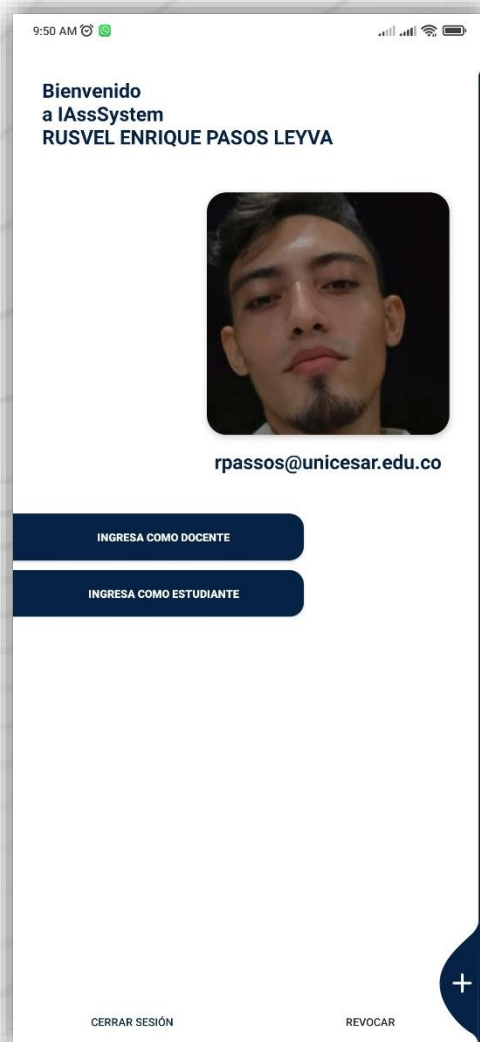 9:50 AM
Bienvenido
a IAssSystem
RUSVEL ENRIQUE PASOS LEYVA
rpassos@unicesar.edu.co
INGRESA COMO DOCENTE
INGRESA COMO ESTUDIANTE
CERRAR SESIÓN
REVOCAR